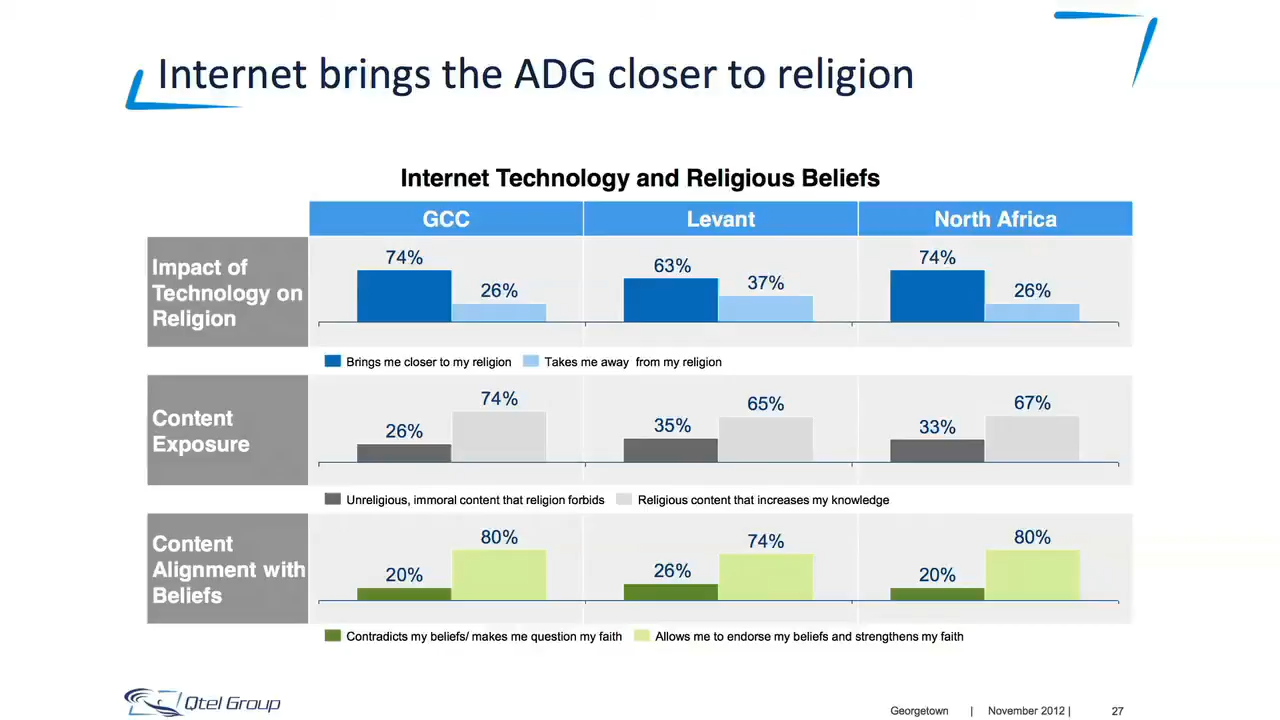 Internet brings the ADG closer to religion
Internet Technology and Religious Beliefs
GCC Levant North Africa
Impact of
Technology on
Religion
74% 26% 63% 37% 74% 26%
Brings me closer to my religion Takes me away from my religion
Content
Exposure
26% 74% 35% 65% 33% 67%
Unreligious, immoral content that religion forbids Religious content that increases my knowledge
Content
Alignment with
Beliefs
20% 80% 26% 74% 20% 80%
Contradicts my beliefs/ makes me question my faith Allows me to endorse my beliefs and strengthens my faith
Qtel Group
Georgetown | November 2012 | 27